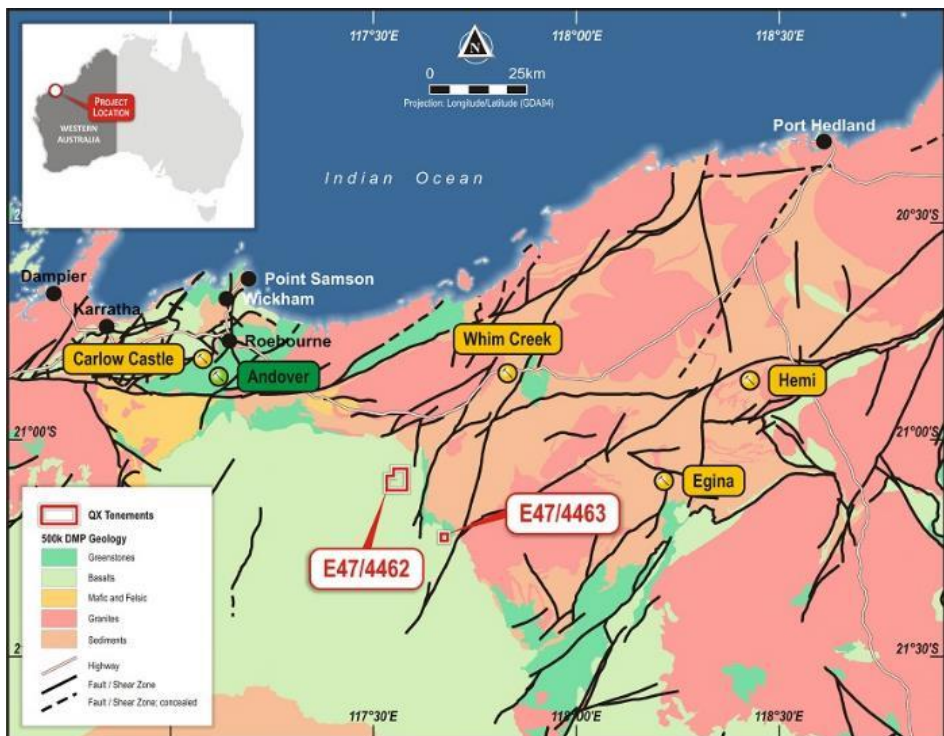 117°30'E
118°00'E
118°30'E
N
0 25km
Projection: Longitude/Latitude (GDA94)
PROJECT
LOCATION
WESTERN
AUSTRALIA
Port Hedland
Indian Ocean
20°30'S
Dampier
Point Samson
Wickham
Karratha
Roebourne
Whim Creek
Carlow Castle
Andover
Hemi
21°00'S
21°00'S
Egina
E47/4463
E47/4462
QX Tenements
500k DMP Geology
Greenstones
Basalts
Mafic and Felsic
Granites
Sediments
Highway
Fault / Shear Zone
Fault / Shear Zone; concealed
21°30'S
117°30'E
118°00'E
118°30'E